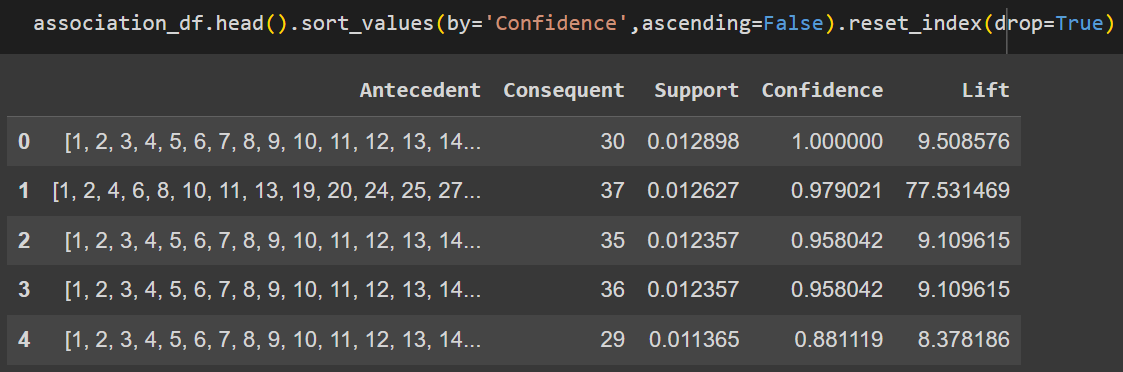 association_df.head().sort_values(by='Confidence',ascending=False).reset_index(drop=True)
Antecedent Consequent Support Confidence Lift
0 [1, 2, 3, 4, 5, 6, 7, 8, 9, 10, 11, 12, 13, 14... 30 0.012898 1.000000 9.508576
1 [1, 2, 4, 6, 8, 10, 11, 13, 19, 20, 24, 25, 27... 37 0.012627 0.979021 77.531469
2 [1, 2, 3, 4, 5, 6, 7, 8, 9, 10, 11, 12, 13, 14... 35 0.012357 0.958042 9.109615
3 [1, 2, 3, 4, 5, 6, 7, 8, 9, 10, 11, 12, 13, 14... 36 0.012357 0.958042 9.109615
4 [1, 2, 3, 4, 5, 6, 7, 8, 9, 10, 11, 12, 13, 14... 29 0.011365 0.881119 8.378186